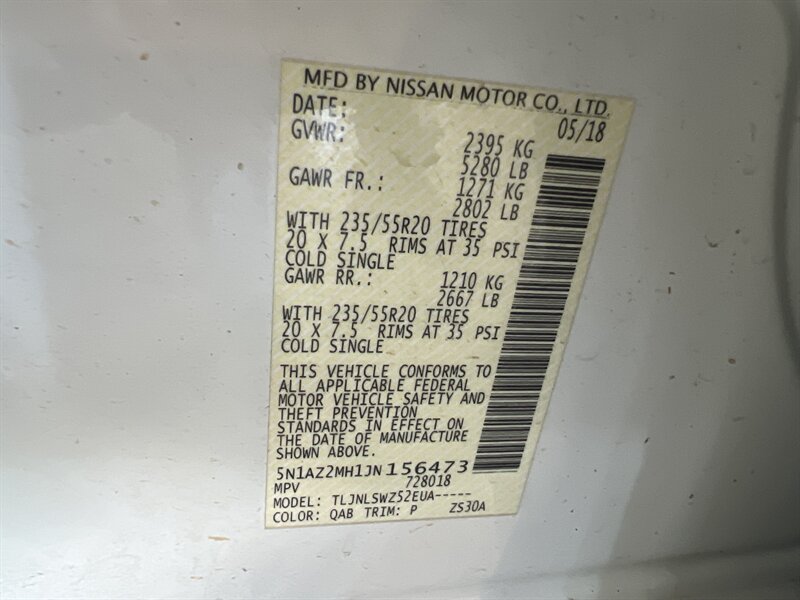 MFD BY NISSAN MOTOR CO., LTD.
DATE: 05/18
GVWR: 2395 KG
5280 LB
GAWR FR.: 1271 KG
2802 LB
WITH 235/55R20 TIRES
20 X 7.5 RIMS AT 35 PSI
COLD SINGLE
GAWR RR.: 1210 KG
2667 LB
WITH 235/55R20 TIRES
20 X 7.5 RIMS AT 35 PSI
COLD SINGLE
THIS VEHICLE CONFORMS TO
ALL APPLICABLE FEDERAL
MOTOR VEHICLE SAFETY AND
THEFT PREVENTION
STANDARDS IN EFFECT ON
THE DATE OF MANUFACTURE
SHOWN ABOVE.
5N1AZ2MH1JN156473
MPV 728018
MODEL: TLJNLSWZ52EUA-----
COLOR: QAB TRIM: P ZS30A